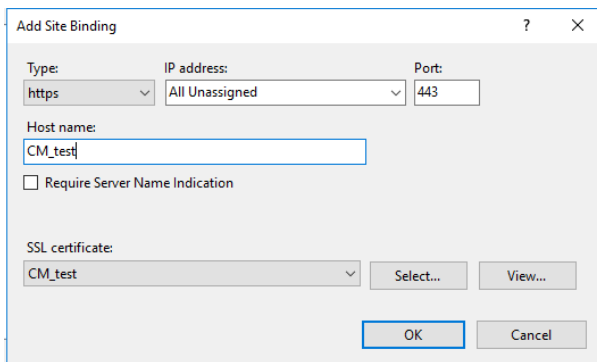 Add Site Binding ? ×
Type: IP address: Port:
https All Unassigned 443
Host name:
CM_test
Require Server Name Indication
SSL certificate:
CM_test Select... View...
OK Cancel